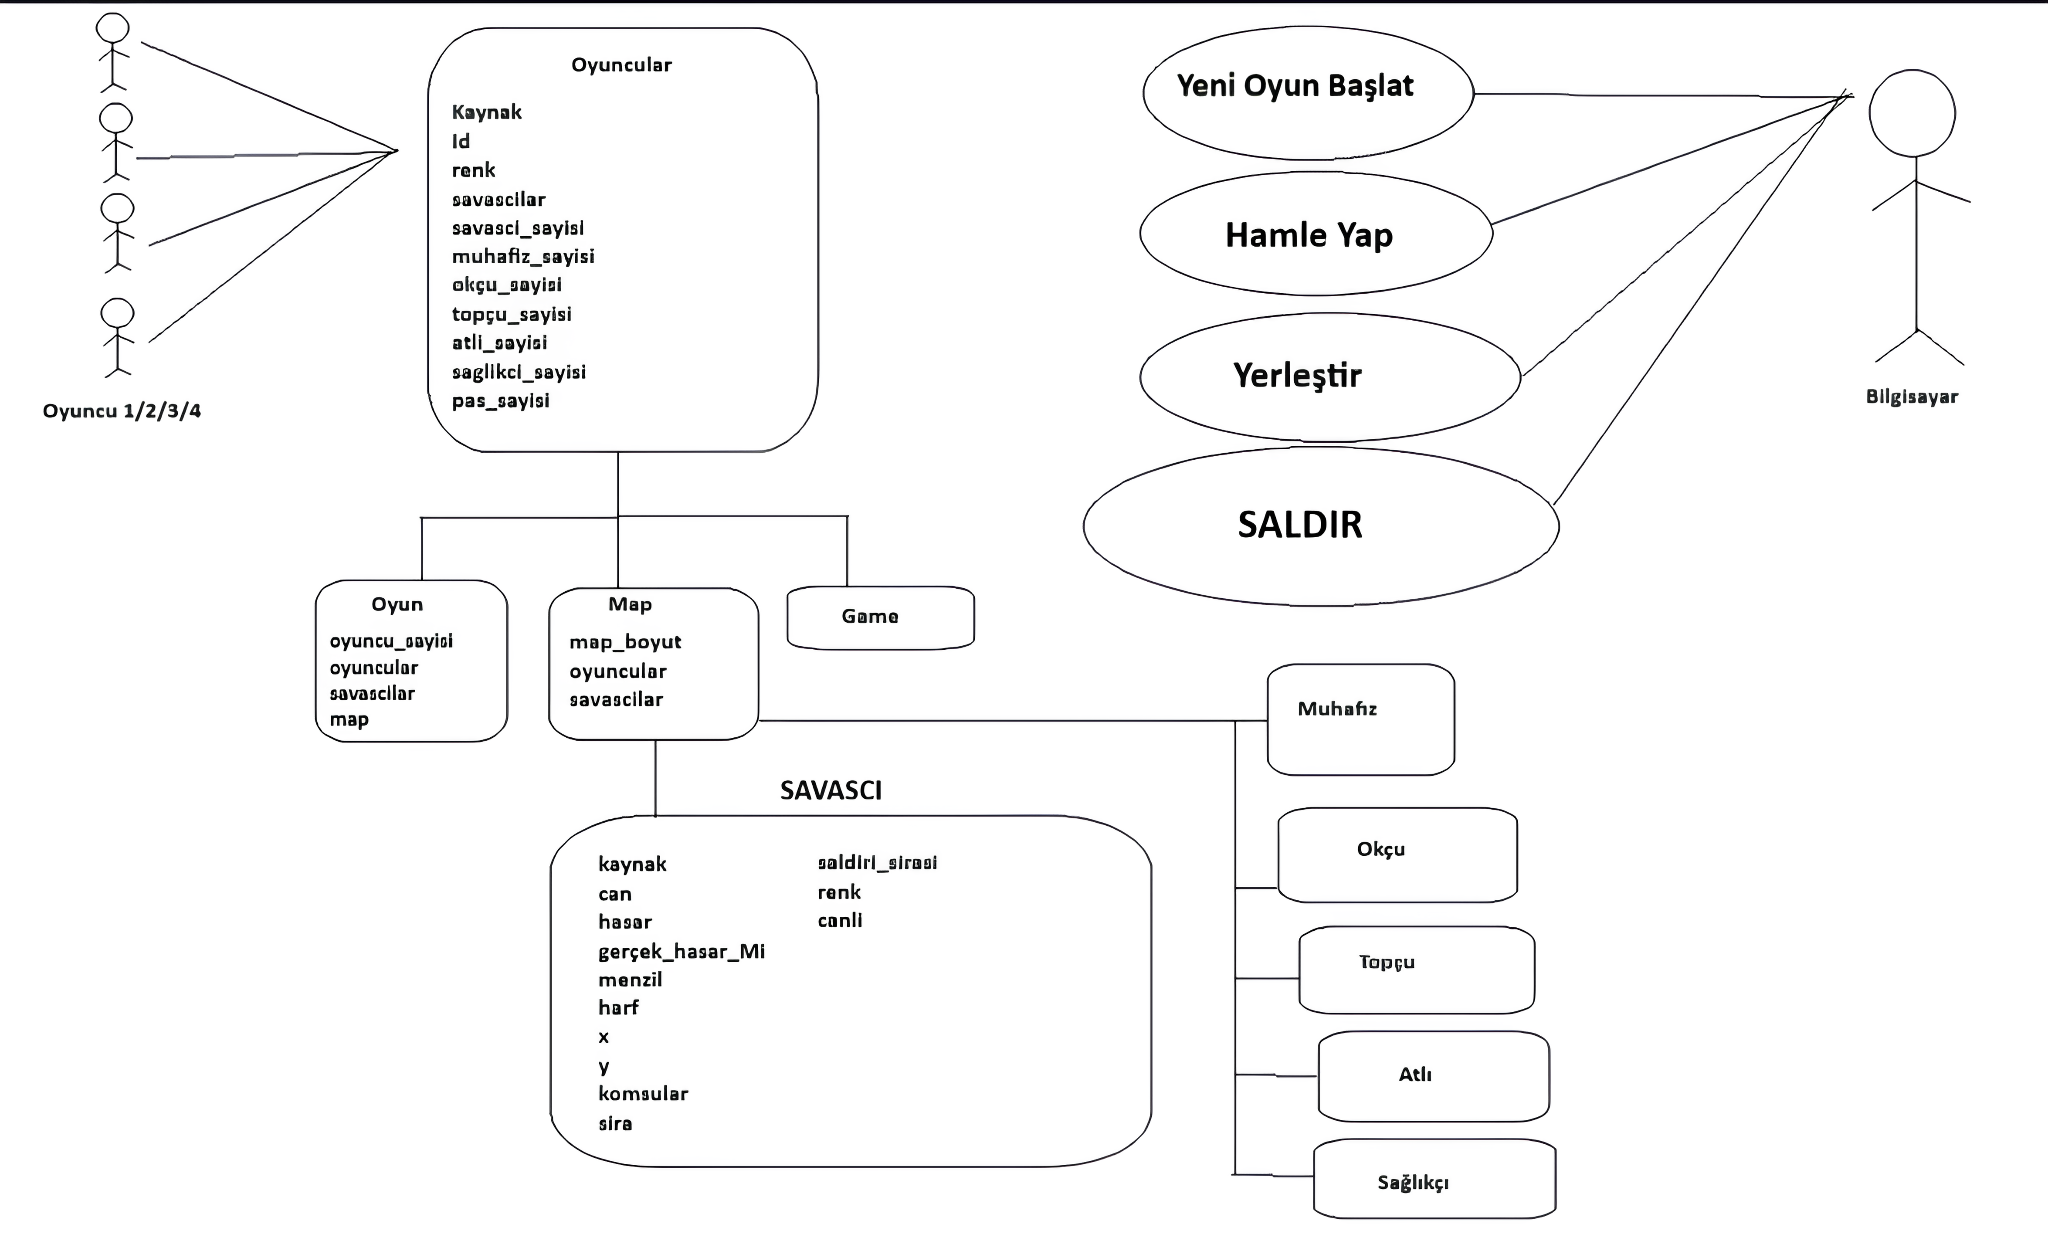 Oyuncular
Kaynak
Id
renk
savascilar
savasci_sayisi
muhafiz_sayisi
okçu_sayisi
topçu_sayisi
atli_sayisi
saglikci_sayisi
pas_sayisi
Oyuncu 1/2/3/4
Yeni Oyun Başlat
Hamle Yap
Yerleştir
SALDIR
Bilgisayar
Oyun
oyuncu_sayisi
oyuncular
savascilar
map
Map
map_boyut
oyuncular
savascilar
Game
SAVASCI
kaynak
can
hasar
gerçek_hasar_Mi
menzil
harf
x
y
komsular
sira
saldiri_sirasi
renk
canli
Muhafız
Okçu
Topçu
Atlı
Sağlıkçı